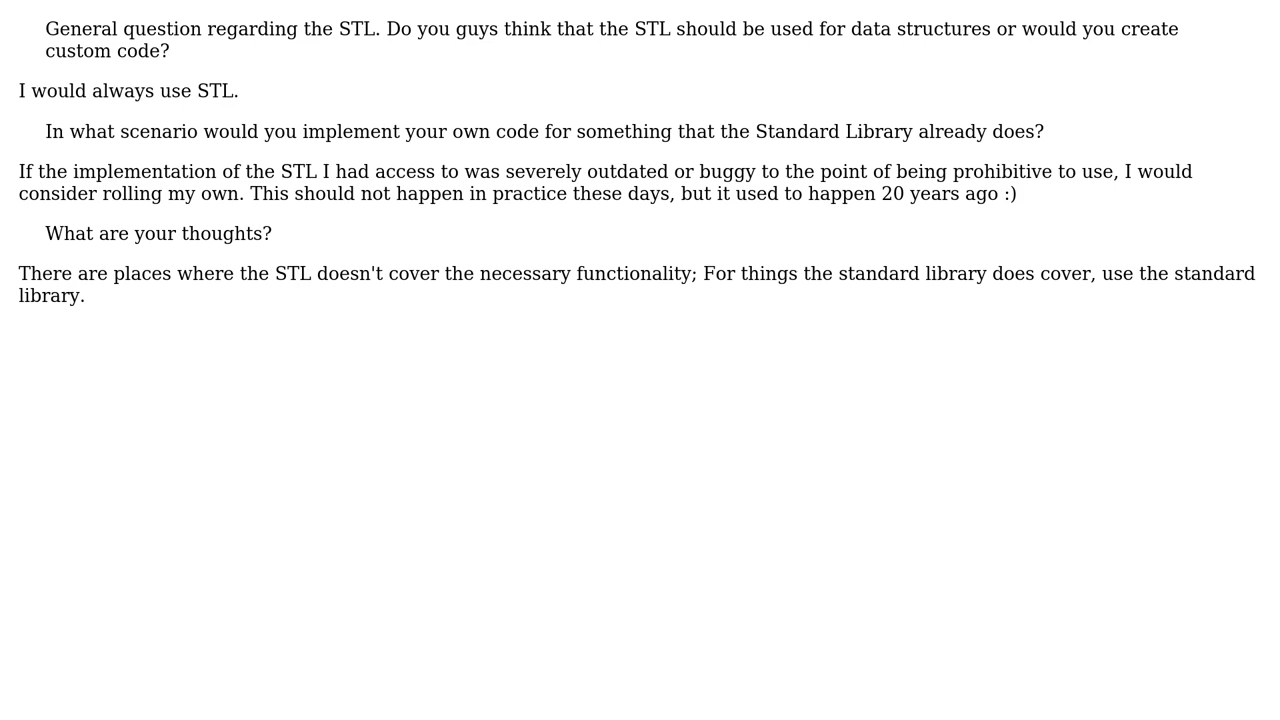 General question regarding the STL. Do you guys think that the STL should be used for data structures or would you create
custom code?
I would always use STL.
In what scenario would you implement your own code for something that the Standard Library already does?
If the implementation of the STL I had access to was severely outdated or buggy to the point of being prohibitive to use, I would
consider rolling my own. This should not happen in practice these days, but it used to happen 20 years ago :)
What are your thoughts?
There are places where the STL doesn't cover the necessary functionality; For things the standard library does cover, use the standard
library.